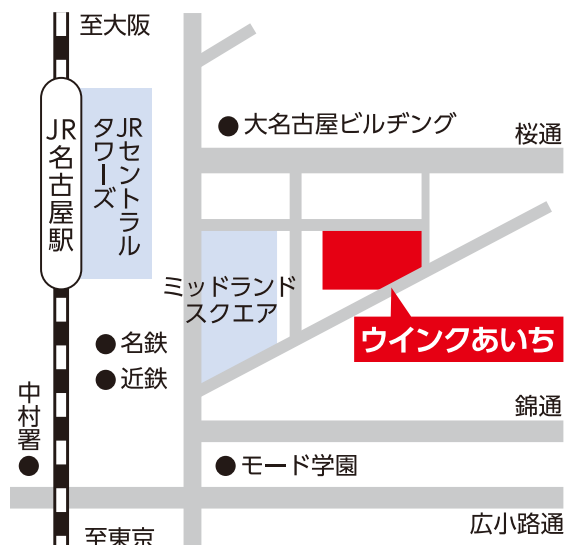 至大阪
大名古屋ビルヂング
桜通
JR名古屋駅
JRセントラル
タワーズ
ミッドランド
スクエア
ウインクあいち
名鉄
近鉄
中村署
錦通
モード学園
広小路通
至東京